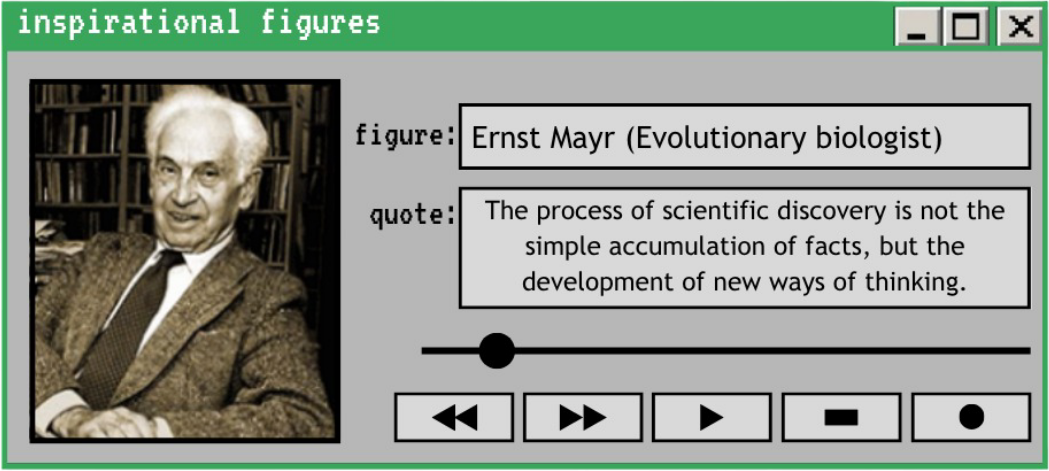 inspirational figures
figure:
Ernst Mayr (Evolutionary biologist)
quote:
The process of scientific discovery is not the
simple accumulation of facts, but the
development of new ways of thinking.